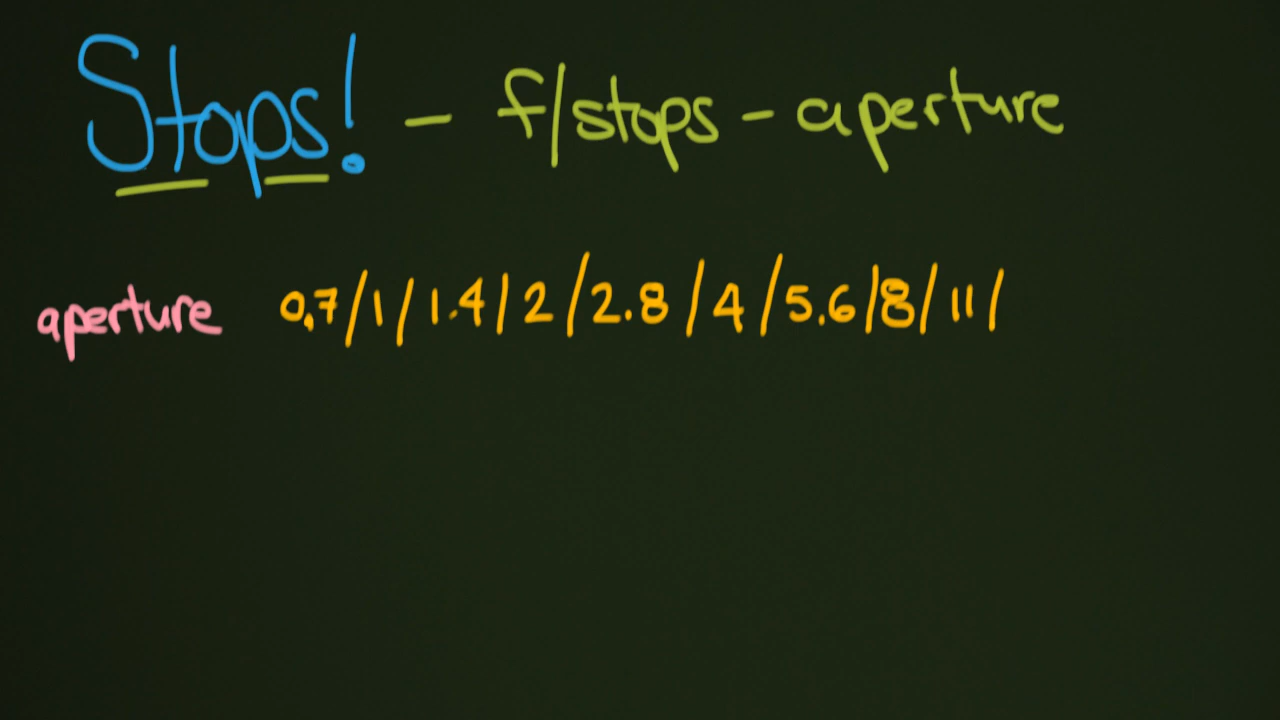 Stops! - f/stops - aperture
aperture 0.7/1/1.4/2/2.8/4/5.6/8/11/